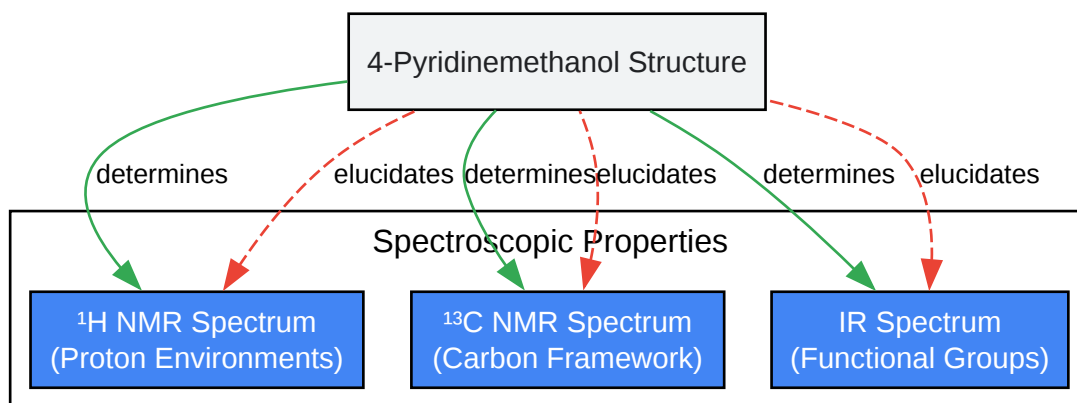 4-Pyridinemethanol Structure
determines
elucidates
determines
elucidates
determines
elucidates
Spectroscopic Properties
¹H NMR Spectrum
(Proton Environments)
¹³C NMR Spectrum
(Carbon Framework)
IR Spectrum
(Functional Groups)